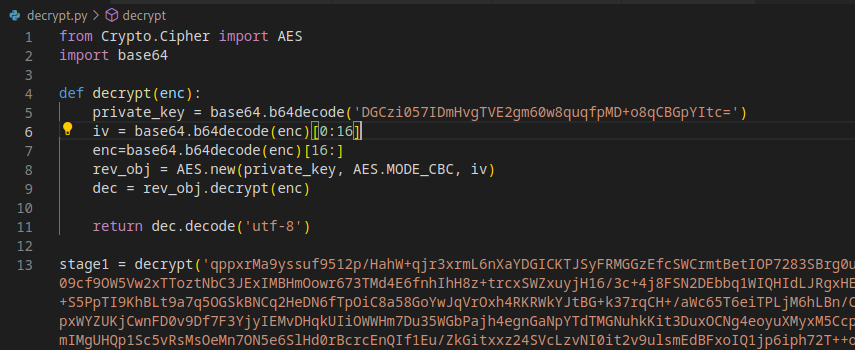 decrypt.py > decrypt
1 from Crypto.Cipher import AES
2 import base64
3
4 def decrypt(enc):
5 private_key = base64.b64decode('DGCzi057IDmHvgTVE2gm60w8quqfpMD+o8qCBGpYItc=')
6 iv = base64.b64decode(enc)[0:16]
7 enc=base64.b64decode(enc)[16:]
8 rev_obj = AES.new(private_key, AES.MODE_CBC, iv)
9 dec = rev_obj.decrypt(enc)
10
11 return dec.decode('utf-8')
12
13 stage1 = decrypt('qppxrMa9yssuf9512p/HahW+qjr3xrmL6nXaYDGICKTJSyFRMGGzEfcSWCrmtBetIOP7283SBrg0u
09cf9OW5Vw2xTToztNbC3JExIMBHmOowr673TMd4E6fnhIhH8z+trcxSWZxuyjH16/3c+4j8FSN2DEbbq1WIQHIdLJRgxHE
+S5PpTI9KhBLt9a7q5OGSkBNCq2HeDN6fTpOiC8a58GoYwJqVrOxh4RKRWkYJtBG+k37rqCH+/aWc65T6eiTPLjM6hLBn/C
pxWYZUKjCwnFD0v9Df7F3YjyIEMvDHqkUIiOWWHm7Du35WGbPajh4egnGaNpYTdTMGNuhkKit3DuxOCNg4eoyuXMyxM5Ccp
mIMgUHQp1Sc5vRsMsOeMn7ON5e6SlHd0rBcrcEnQIf1Eu/ZkGitxxz24SVcLzvNI0it2v9ulsmEdBFxoIQ1jp6iph72T++q